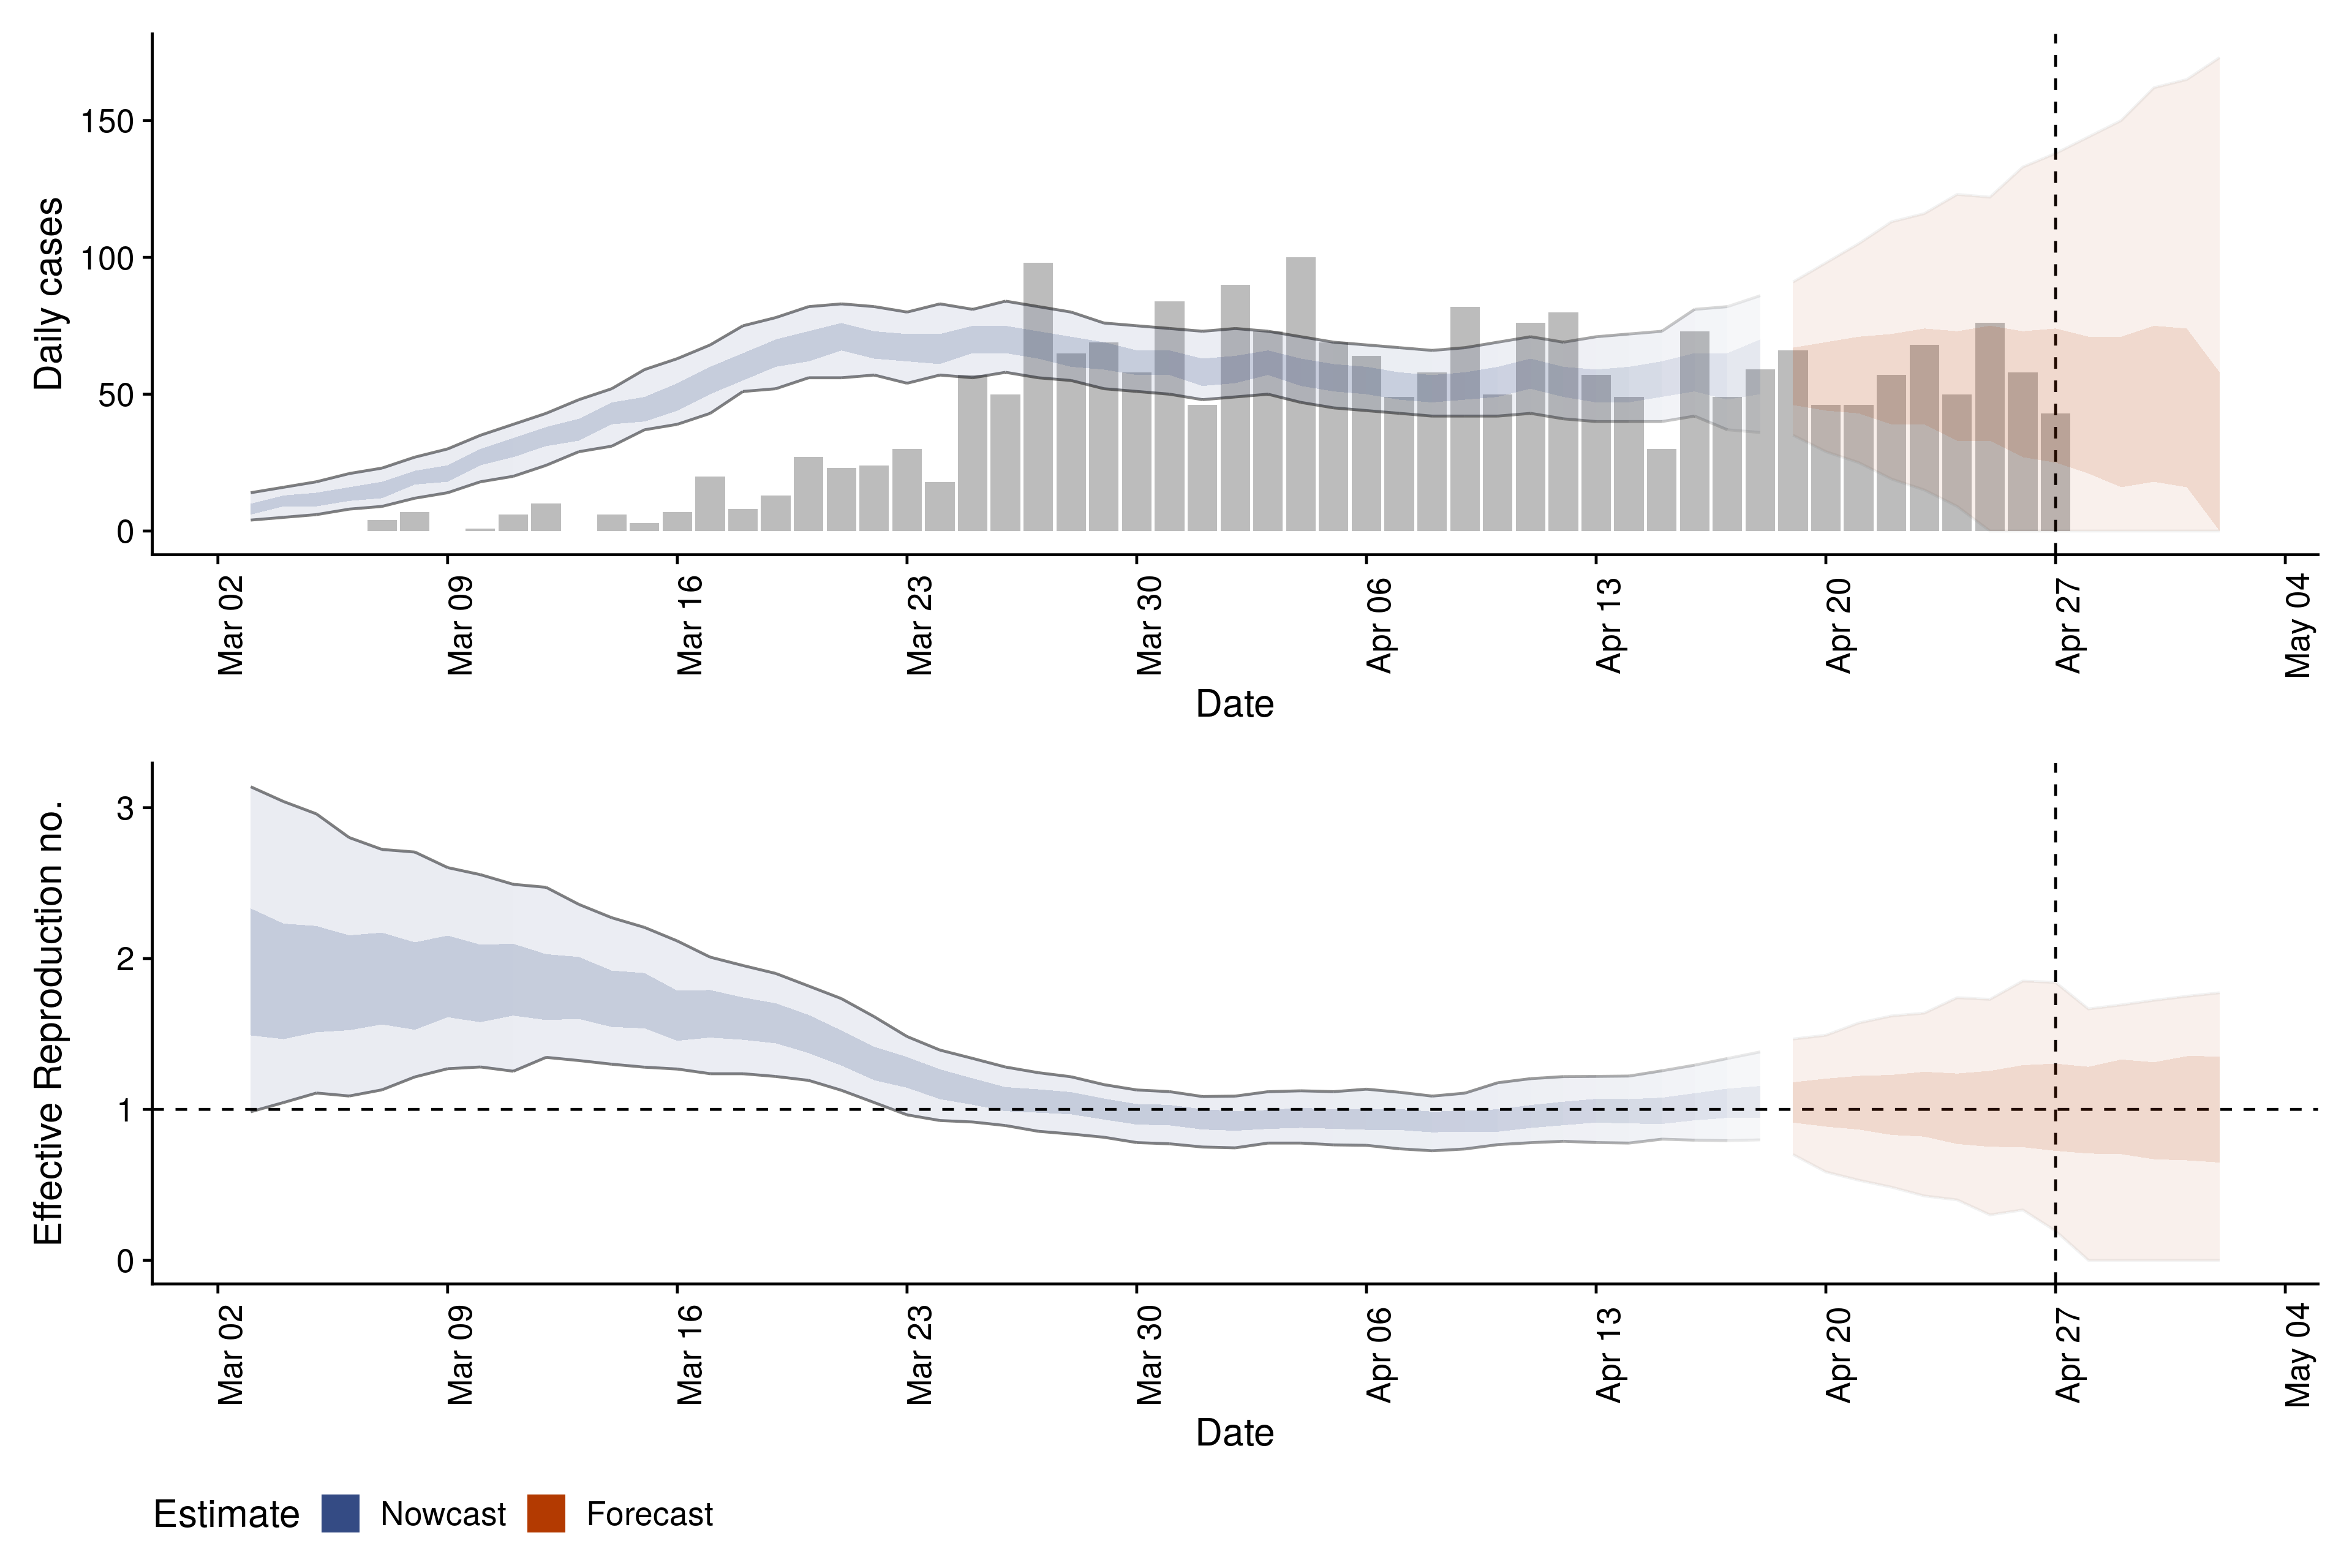 Daily cases
150
100
50
0
Mar 02
Mar 09
Mar 16
Mar 23
Mar 30
Apr 06
Apr 13
Apr 20
Apr 27
May 04
Date
Effective Reproduction no.
3
2
1
0
Mar 02
Mar 09
Mar 16
Mar 23
Mar 30
Apr 06
Apr 13
Apr 20
Apr 27
May 04
Date
Estimate Nowcast Forecast